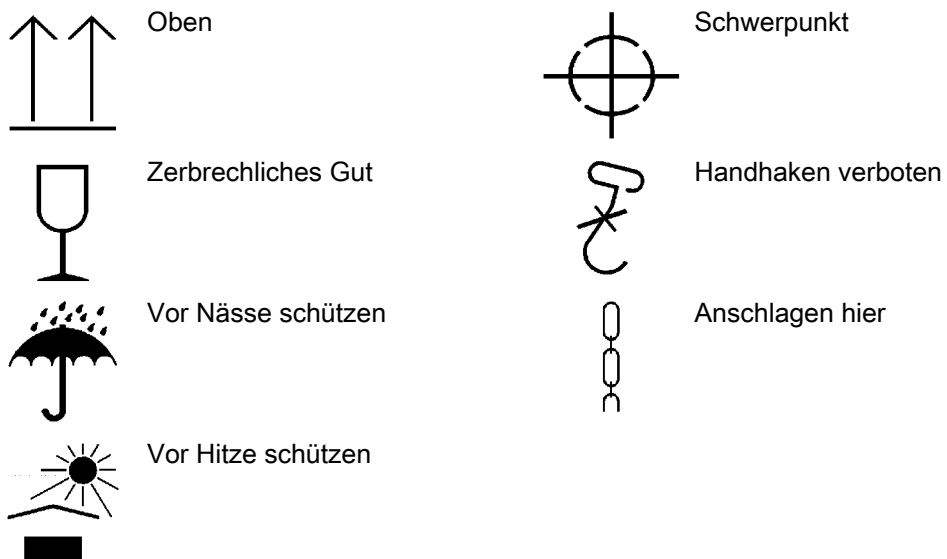 Oben
Zerbrechliches Gut
Vor Nässe schützen
Vor Hitze schützen
Schwerpunkt
Handhaken verboten
Anschlagen hier